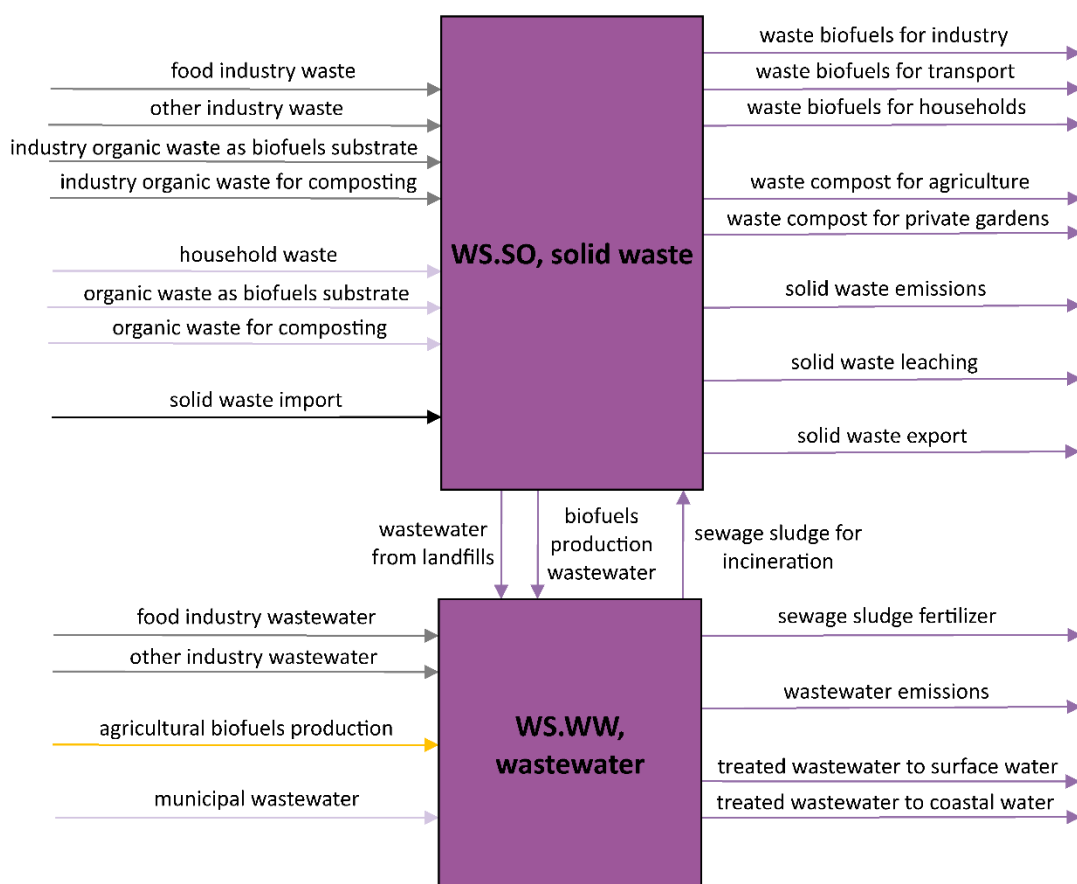 food industry waste
other industry waste
industry organic waste as biofuels substrate
industry organic waste for composting
household waste
organic waste as biofuels substrate
organic waste for composting
solid waste import
WS.SO, solid waste
waste biofuels for industry
waste biofuels for transport
waste biofuels for households
waste compost for agriculture
waste compost for private gardens
solid waste emissions
solid waste leaching
solid waste export
wastewater
from landfills
biofuels
production
wastewater
sewage sludge for
incineration
food industry wastewater
other industry wastewater
agricultural biofuels production
municipal wastewater
WS.WW,
wastewater
sewage sludge fertilizer
wastewater emissions
treated wastewater to surface water
treated wastewater to coastal water